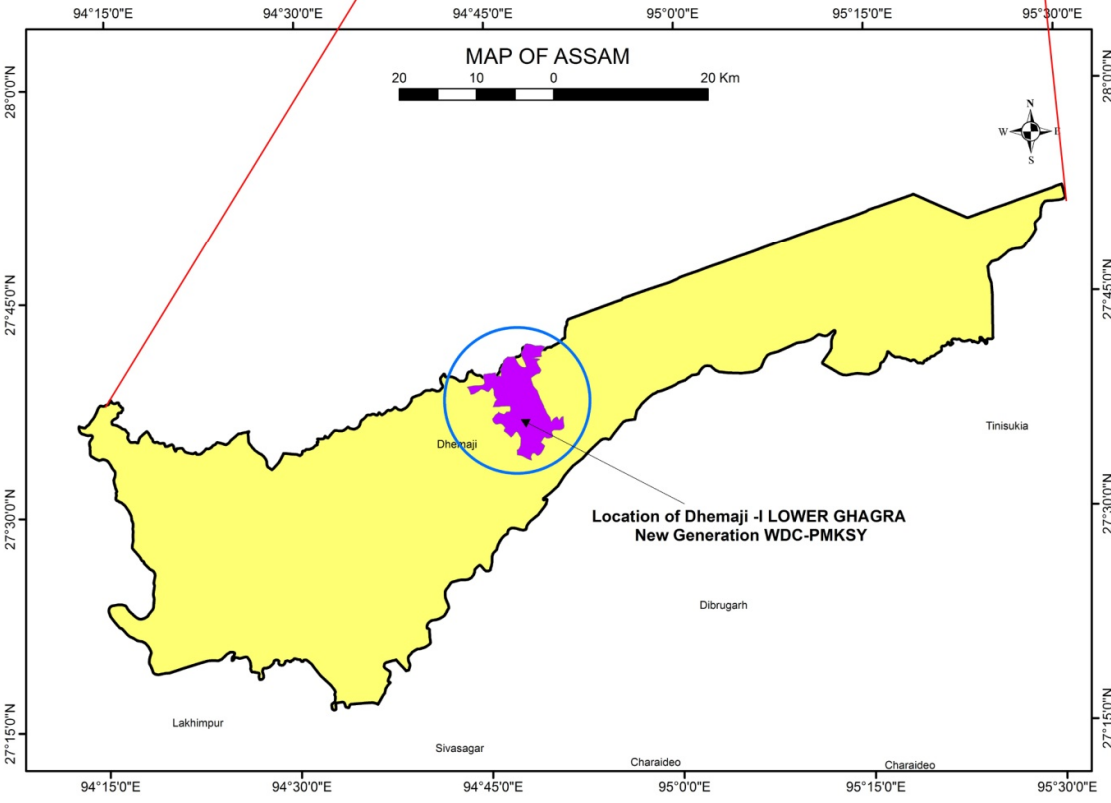 94°15'0"E 94°30'0"E 94°45'0"E 95°0'0"E 95°15'0"E 95°30'0"E
MAP OF ASSAM
20 10 0 20 Km
28°0'0"N
28°0'0"N
N
W E
S
27°45'0"N
27°45'0"N
Dhemaji
Tinisukia
27°30'0"N
27°30'0"N
Location of Dhemaji -I LOWER GHAGRA
New Generation WDC-PMKSY
Dibrugarh
27°15'0"N
27°15'0"N
Lakhimpur
Sivasagar
Charaideo
Charaideo
94°15'0"E 94°30'0"E 94°45'0"E 95°0'0"E 95°15'0"E 95°30'0"E